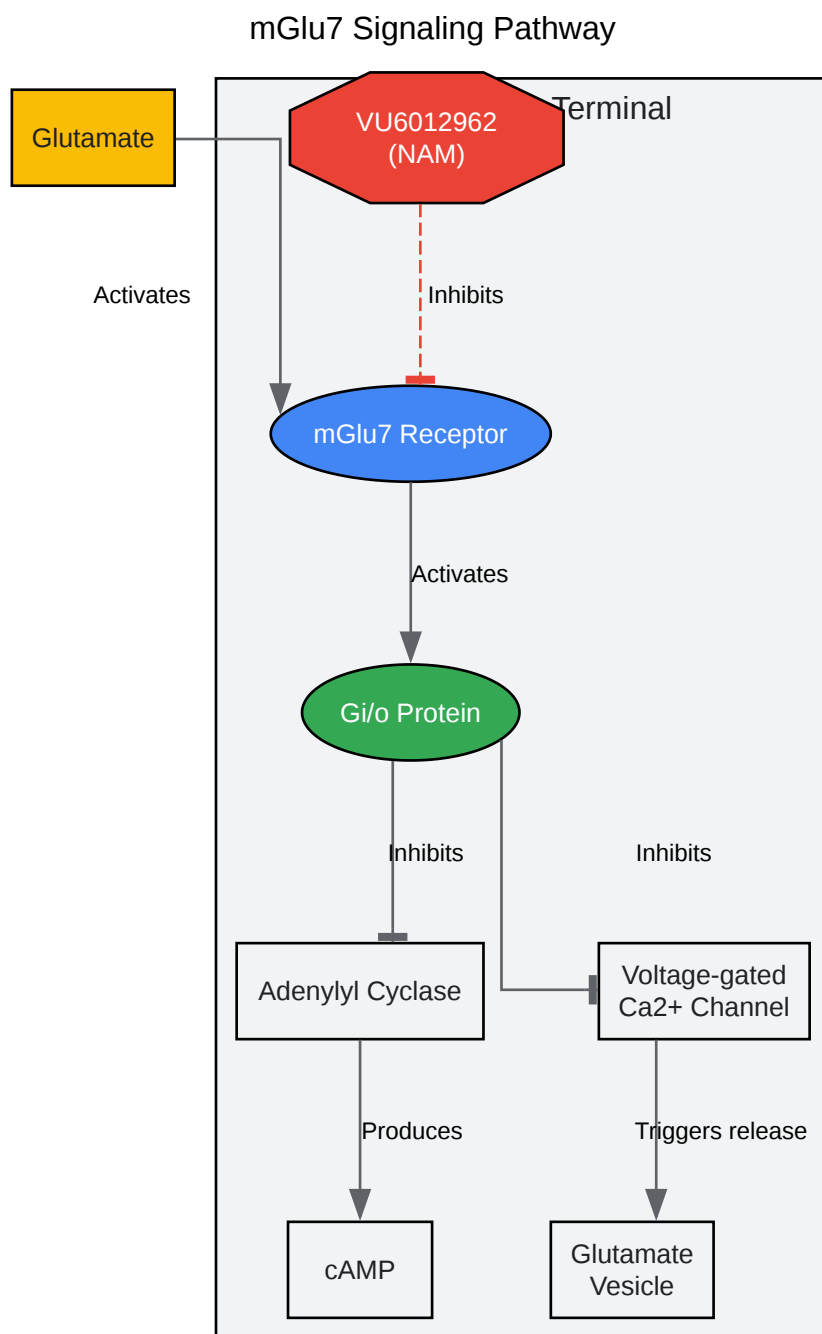 mGlu7 Signaling Pathway
Terminal
Glutamate
VU6012962
(NAM)
Activates
Inhibits
mGlu7 Receptor
Activates
Gi/o Protein
Inhibits
Inhibits
Adenylyl Cyclase
Voltage-gated
Ca2+ Channel
Produces
Triggers release
cAMP
Glutamate
Vesicle